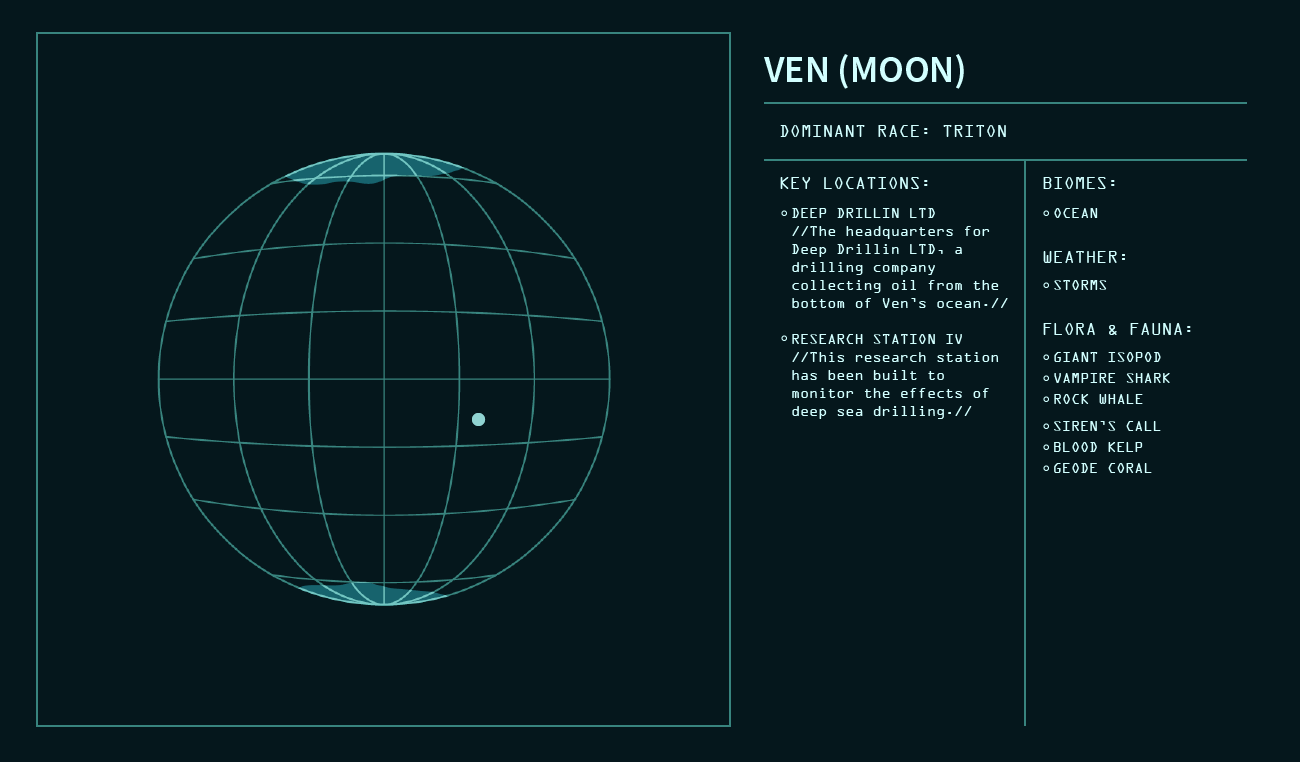 VEN (MOON)
DOMINANT RACE: TRITON
KEY LOCATIONS:
DEEP DRILLIN LTD
//The headquarters for
Deep Drillin LTD, a
drilling company
collecting oil from the
bottom of Ven's ocean.//
RESEARCH STATION IV
//This research station
has been built to
monitor the effects of
deep sea drilling.//
BIOMES:
OCEAN
WEATHER:
STORMS
FLORA & FAUNA:
GIANT ISOPOD
VAMPIRE SHARK
ROCK WHALE
SIREN'S CALL
BLOOD KELP
GEODE CORAL